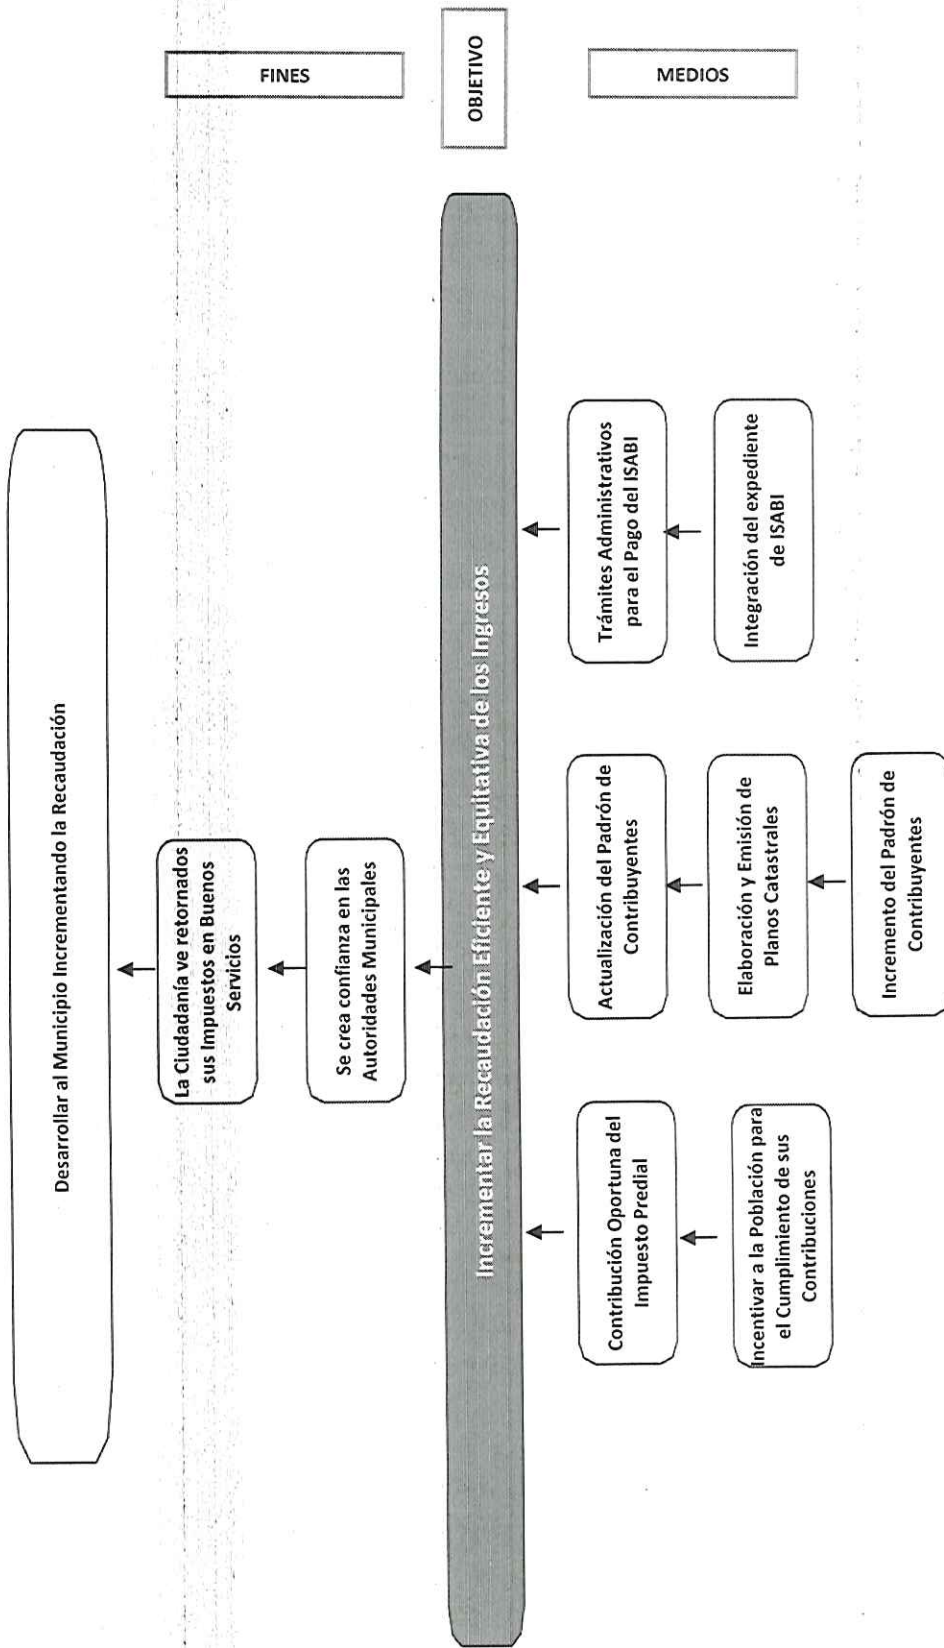 Desarrollar al Municipio Incrementando la Recaudación
FINES
La Ciudadanía ve retornados
sus Impuestos en Buenos
Servicios
Se crea confianza en las
Autoridades Municipales
OBJETIVO
Incrementar la Recaudación Eficiente y Equitativa de los Ingresos
MEDIOS
Contribución Oportuna del
Impuesto Predial
Actualización del Padrón de
Contribuyentes
Trámites Administrativos
para el Pago del ISABI
Incentivar a la Población para
el Cumplimiento de sus
Contribuciones
Elaboración y Emisión de
Planos Catastrales
Integración del expediente
de ISABI
Incremento del Padrón de
Contribuyentes